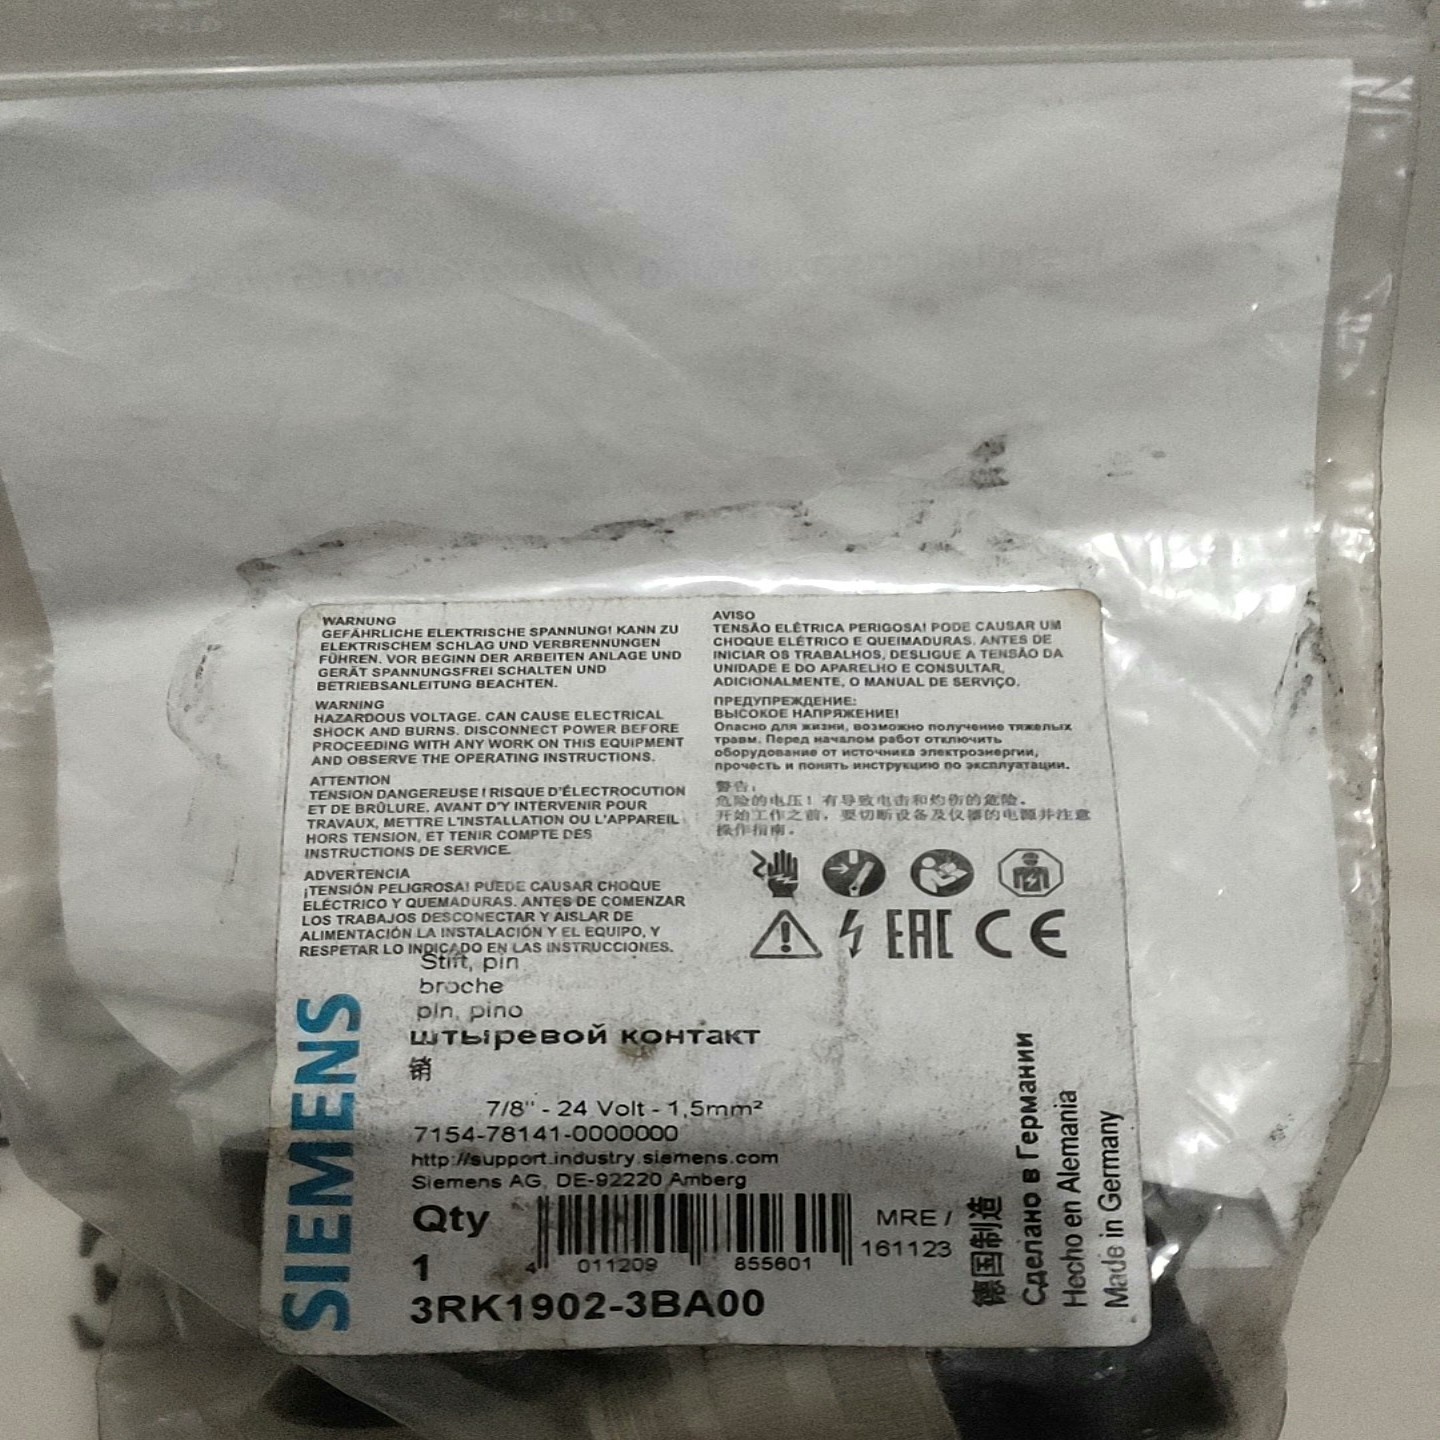 WARNUNG
GEFÄHRLICHE ELEKTRISCHE SPANNUNG! KANN ZU
ELEKTRISCHEM SCHLAG UND VERBRENNUNGEN
FÜHREN. VOR BEGINN DER ARBEITEN ANLAGE UND
GERÄT SPANNUNGSFREI SCHALTEN UND
BETRIEBSANLEITUNG BEACHTEN.
WARNING
HAZARDOUS VOLTAGE. CAN CAUSE ELECTRICAL
SHOCK AND BURNS. DISCONNECT POWER BEFORE
PROCEEDING WITH ANY WORK ON THIS EQUIPMENT
AND OBSERVE THE OPERATING INSTRUCTIONS.
ATTENTION
TENSION DANGEREUSE ! RISQUE D'ÉLECTROCUTION
ET DE BRÛLURE. AVANT D'Y INTERVENIR POUR
TRAVAUX, METTRE L'INSTALLATION OU L'APPAREIL
HORS TENSION, ET TENIR COMPTE DES
INSTRUCTIONS DE SERVICE.
ADVERTENCIA
¡TENSIÓN PELIGROSA! PUEDE CAUSAR CHOQUE
ELÉCTRICO Y QUEMADURAS. ANTES DE COMENZAR
LOS TRABAJOS DESCONECTAR Y AISLAR DE
ALIMENTACIÓN LA INSTALACIÓN Y EL EQUIPO, Y
RESPETAR LO INDICADO EN LAS INSTRUCCIONES.
AVISO
TENSÃO ELÉTRICA PERIGOSA! PODE CAUSAR UM
CHOQUE ELÉTRICO E QUEIMADURAS. ANTES DE
INICIAR OS TRABALHOS, DESLIGUE A TENSÃO DA
UNIDADE E DO APARELHO E CONSULTAR,
ADICIONALMENTE, O MANUAL DE SERVIÇO.
ПРЕДУПРЕЖДЕНИЕ:
ВЫСОКОЕ НАПРЯЖЕНИЕ!
Опасно для жизни, возможно получение тяжелых
травм. Перед началом работ отключить
оборудование от источника электроэнергии,
прочесть и понять инструкцию по эксплуатации.
警告:
危险的电压! 有导致电击和灼伤的危险。
开始工作之前, 要切断设备及仪器的电源并注意
操作指南。
EAC CE
Stift, pin
broche
pin, pino
штыревой контакт
销
7/8" - 24 Volt - 1,5mm²
7154-78141-0000000
http://support.industry.siemens.com
Siemens AG, DE-92220 Amberg
Qty
1
4 011209 855601
MRE /
161123
3RK1902-3BA00
SIEMENS
德国制造
Сделано в Германии
Hecho en Alemania
Made in Germany